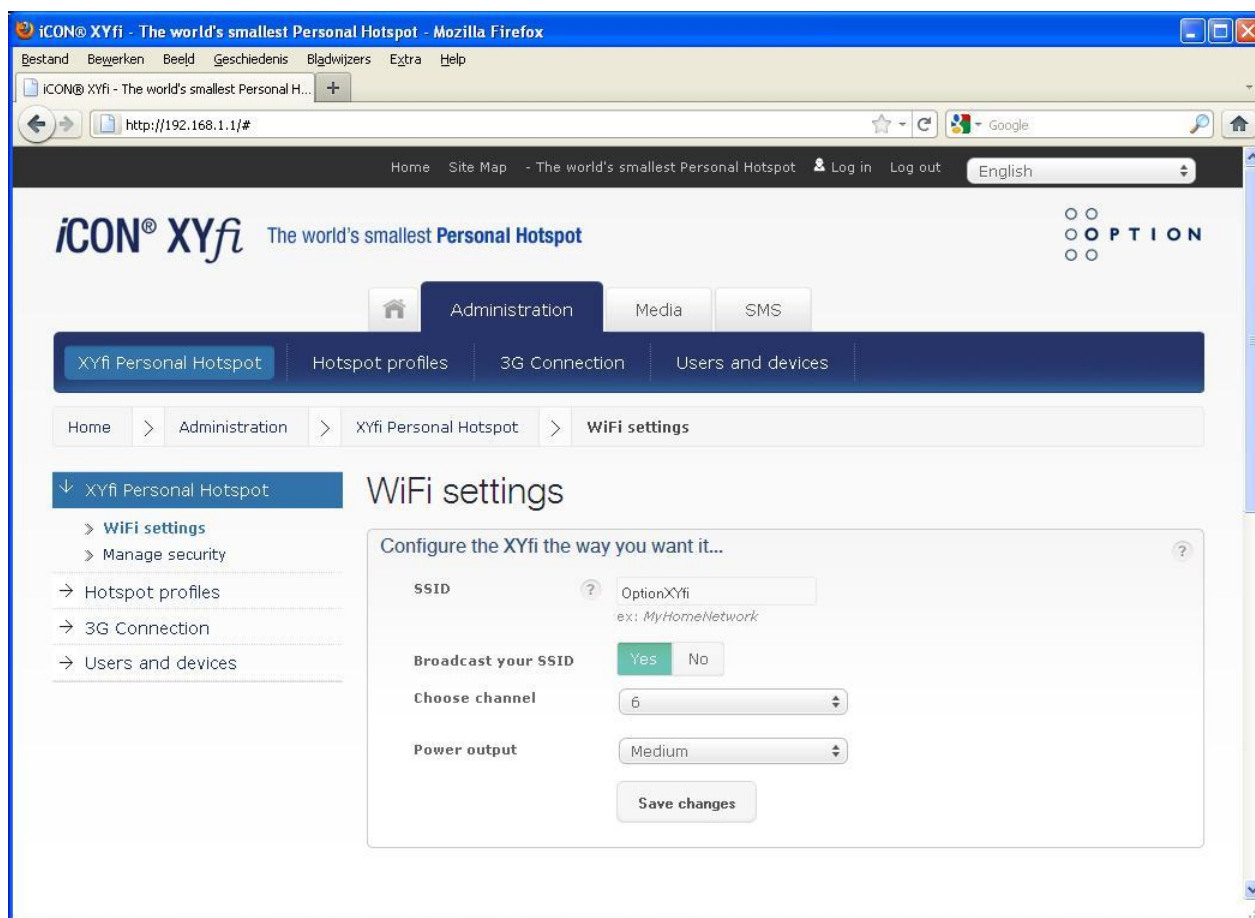 iCON® XYfi - The world's smallest Personal Hotspot - Mozilla Firefox
Bestand Bewerken Beeld Geschiedenis Bladwijzers Extra Help
iCON® XYfi - The world's smallest Personal H... +
http://192.168.1.1/# Google
Home Site Map - The world's smallest Personal Hotspot Log in Log out English
iCON® XYfi The world's smallest Personal Hotspot OPTION
Administration Media SMS
XYfi Personal Hotspot Hotspot profiles 3G Connection Users and devices
Home > Administration > XYfi Personal Hotspot > WiFi settings
XYfi Personal Hotspot
WiFi settings
Manage security
Hotspot profiles
3G Connection
Users and devices
WiFi settings
Configure the XYfi the way you want it... ?
SSID ? OptionXYfi
ex: MyHomeNetwork
Broadcast your SSID Yes No
Choose channel 6
Power output Medium
Save changes